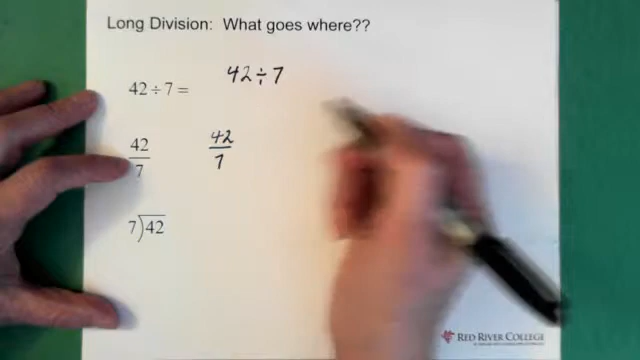 Long Division: What goes where??
42 ÷ 7 =
42 ÷ 7
42
7
42
7
7)42
RED RIVER COLLEGE